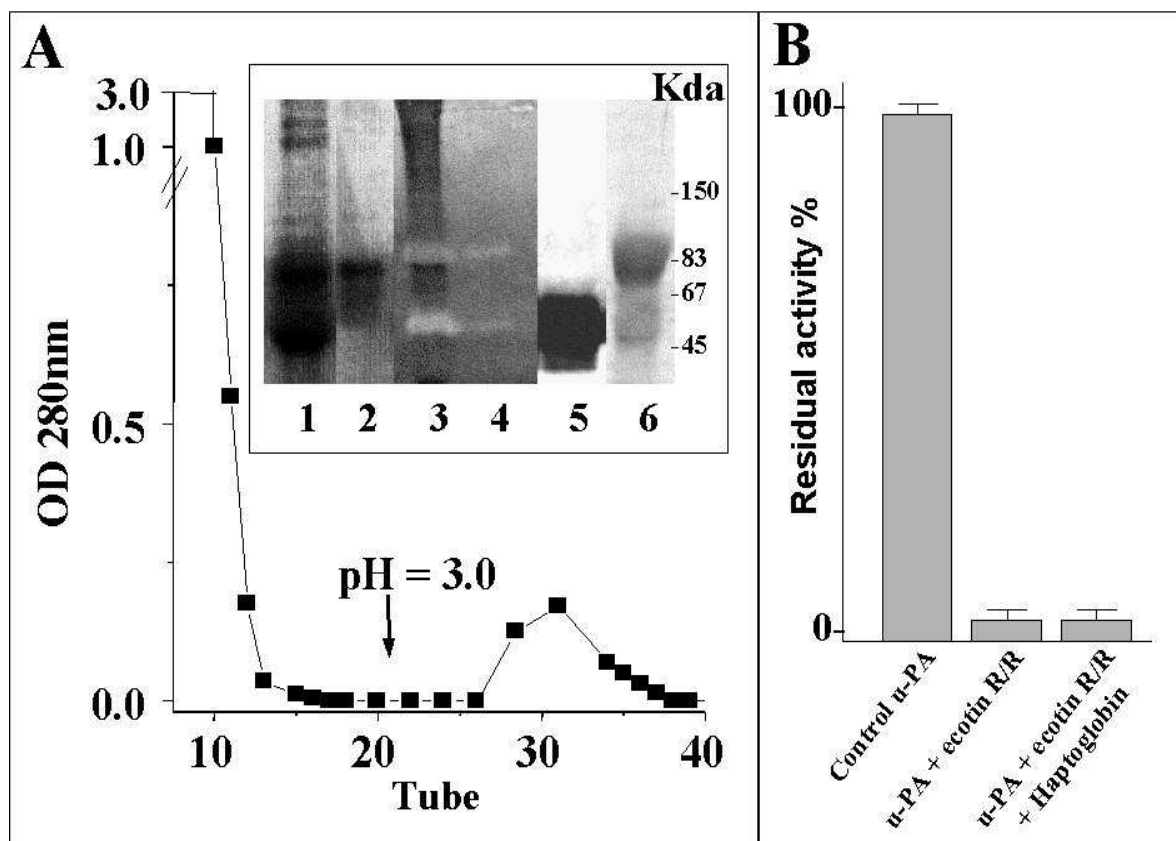 A
3.0
1.0
0.5
0.0
OD 280nm
Kda
-150
-83
-67
-45
1 2 3 4 5 6
pH = 3.0
10 20 30 40
Tube
B
100
0
Residual activity %
Control u-PA
u-PA + ecotin R/R
u-PA + ecotin R/R
+ Haptoglobin